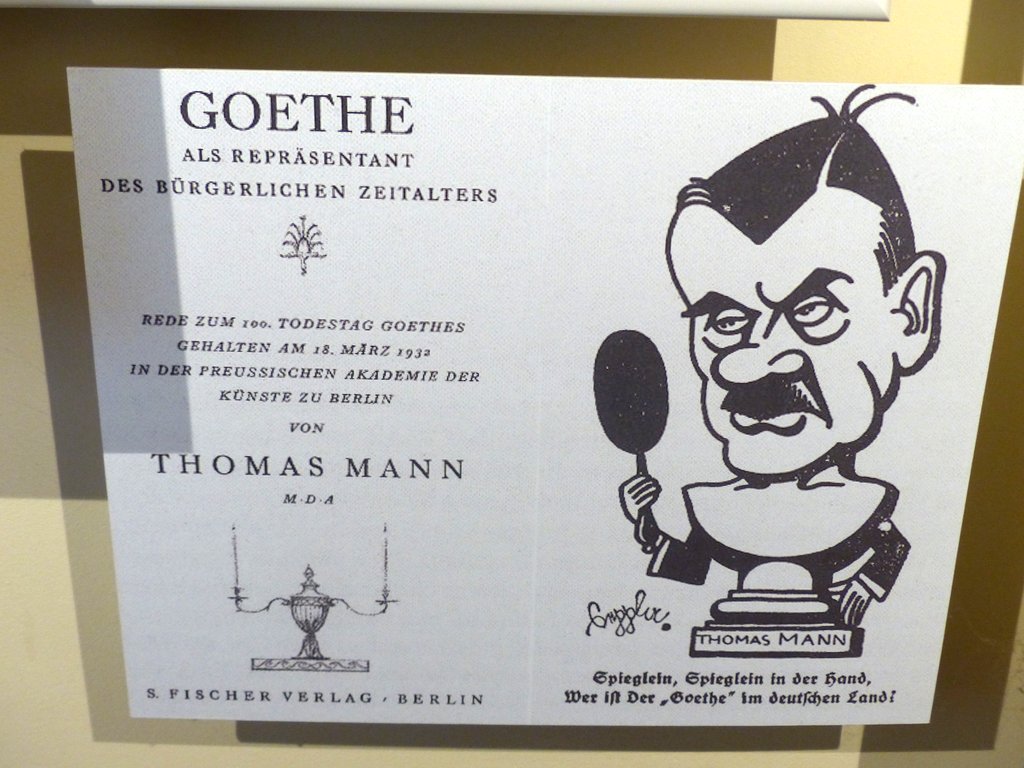 GOETHE
ALS REPRÄSENTANT
DES BÜRGERLICHEN ZEITALTERS
REDE ZUM 100. TODESTAG GOETHES
GEHALTEN AM 18. MÄRZ 1932
IN DER PREUSSISCHEN AKADEMIE DER
KÜNSTE ZU BERLIN
VON
THOMAS MANN
M·D·A
S. FISCHER VERLAG, BERLIN
THOMAS MANN
Spieglein, Spieglein in der Hand,
Wer ist Der „Goethe" im deutschen Land?